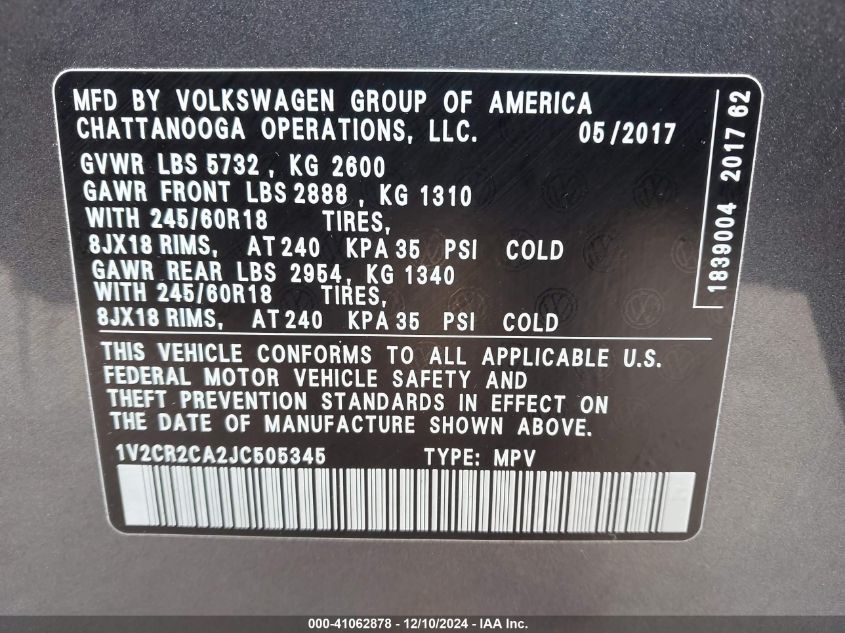 MFD BY VOLKSWAGEN GROUP OF AMERICA
CHATTANOOGA OPERATIONS, LLC. 05/2017
GVWR LBS 5732 , KG 2600
GAWR FRONT LBS 2888 , KG 1310
WITH 245/60R18 TIRES,
8JX18 RIMS, AT 240 KPA 35 PSI COLD
GAWR REAR LBS 2954, KG 1340
WITH 245/60R18 TIRES,
8JX18 RIMS, AT 240 KPA 35 PSI COLD
THIS VEHICLE CONFORMS TO ALL APPLICABLE U.S.
FEDERAL MOTOR VEHICLE SAFETY AND
THEFT PREVENTION STANDARDS IN EFFECT ON
THE DATE OF MANUFACTURE SHOWN ABOVE.
1V2CR2CA2JC505345 TYPE: MPV
1839004 2017 62
000-41062878 - 12/10/2024 - IAA Inc.